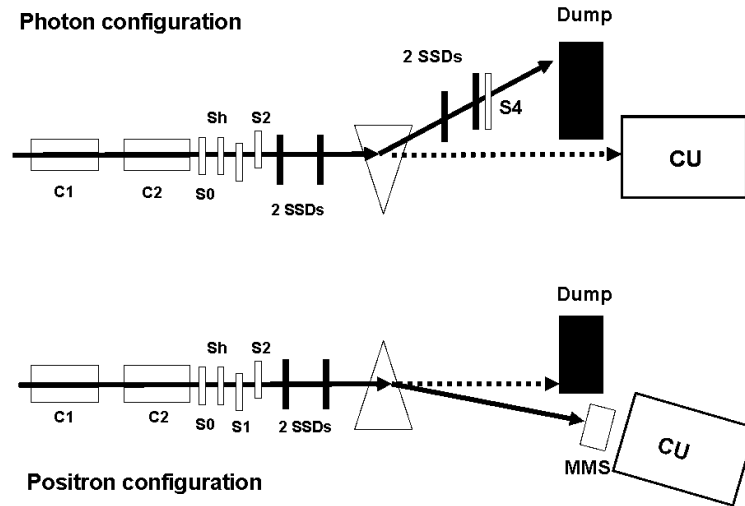 Photon configuration
Dump
2 SSDs
Sh
S2
S4
CU
C1
C2
S0
2 SSDs
Dump
Sh
S2
C1
C2
S0
S1
2 SSDs
CU
MMS
Positron configuration